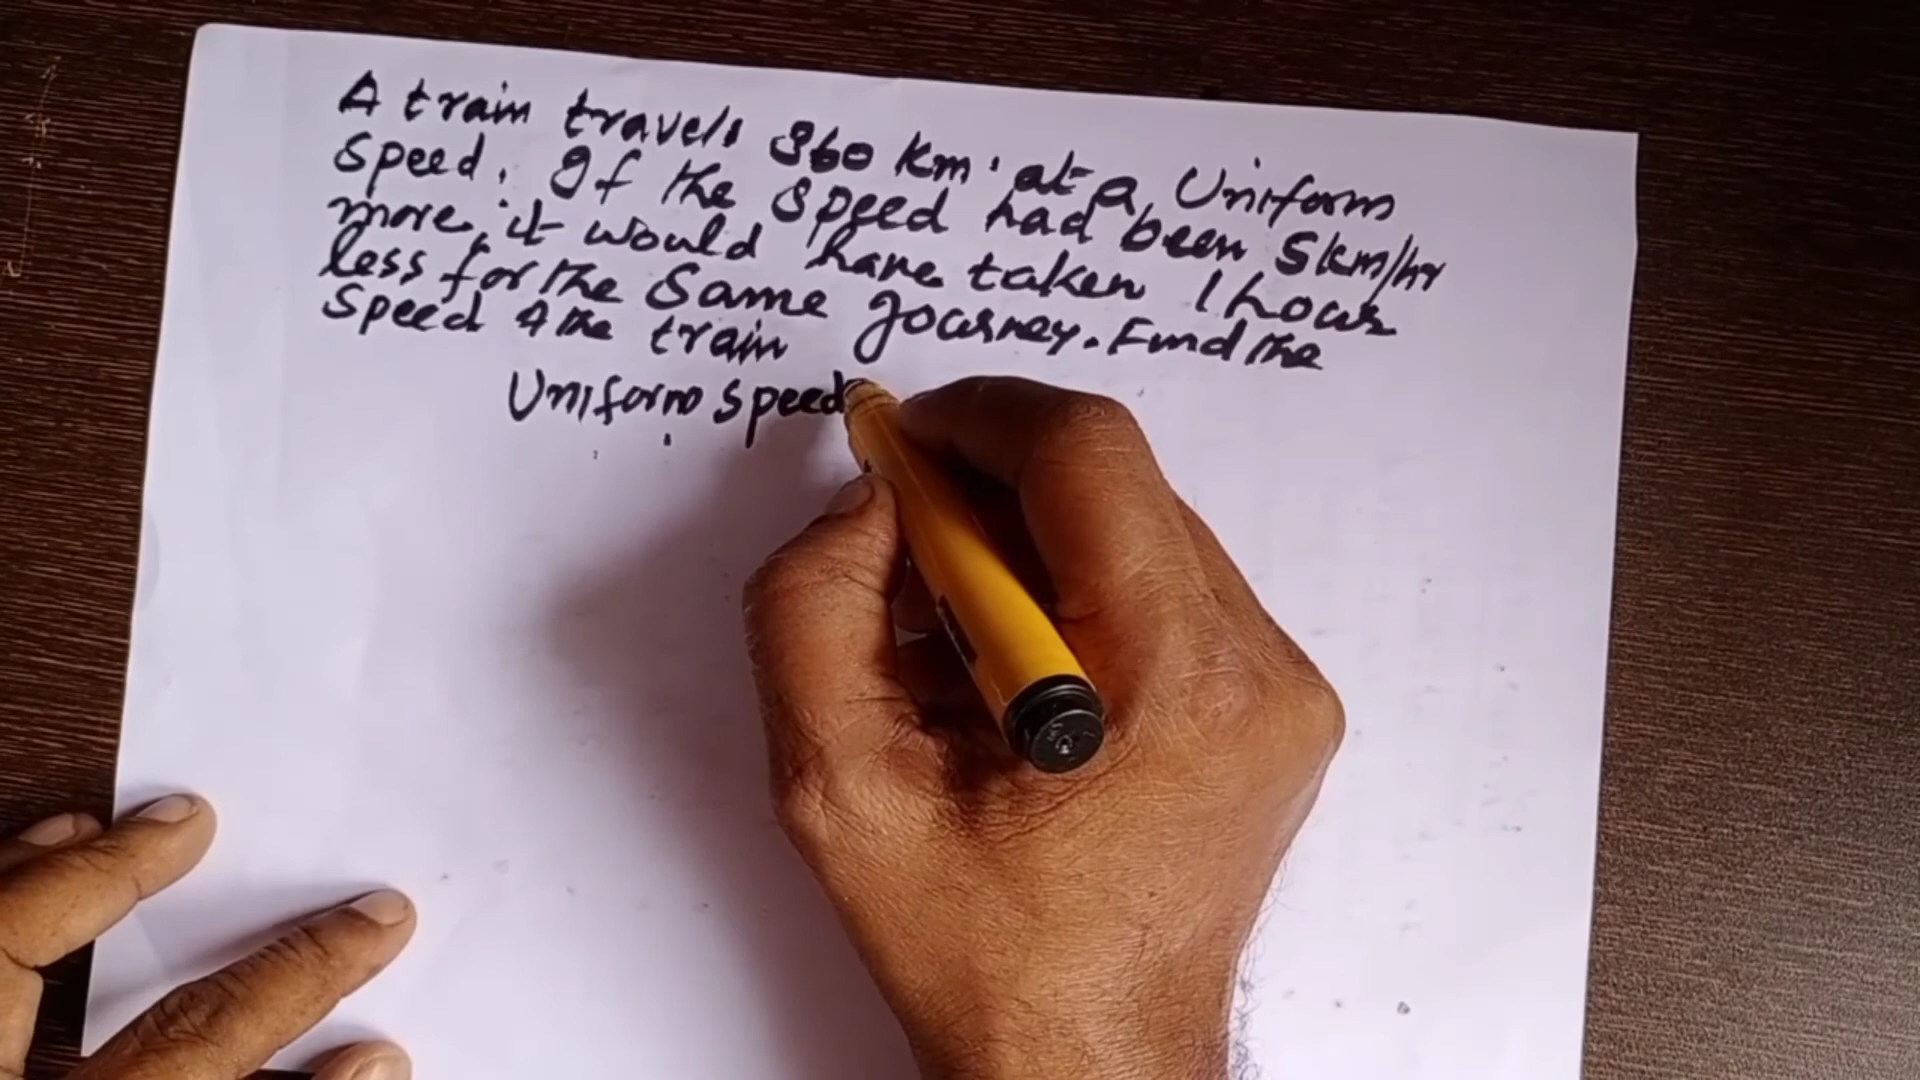 A train travels 360 km. at a Uniform
speed. If the speed had been 5km/hr
more, it would have taken 1 hour
less for the same journey. Find the
speed of the train
Uniform speed